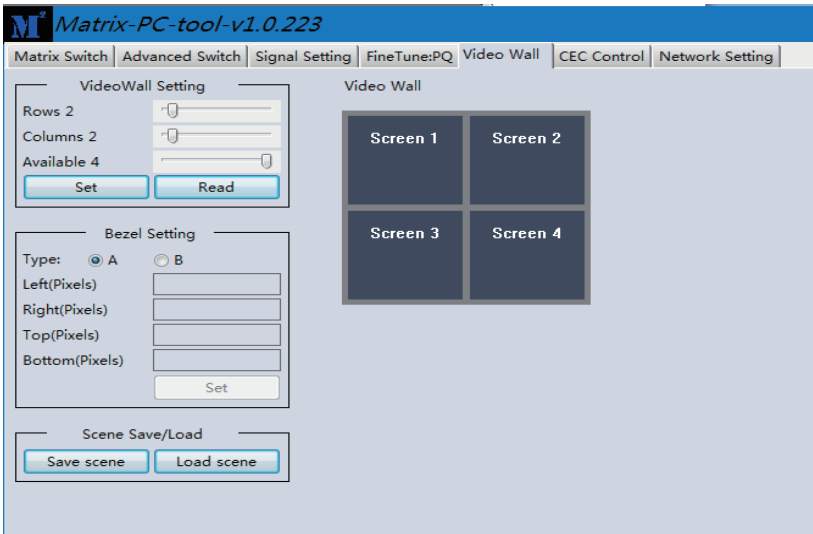 M² Matrix-PC-tool-v1.0.223
Matrix Switch Advanced Switch Signal Setting FineTune:PQ Video Wall CEC Control Network Setting
VideoWall Setting
Rows 2
Columns 2
Available 4
Set Read
Bezel Setting
Type: A B
Left(Pixels)
Right(Pixels)
Top(Pixels)
Bottom(Pixels)
Set
Scene Save/Load
Save scene Load scene
Video Wall
Screen 1 Screen 2
Screen 3 Screen 4